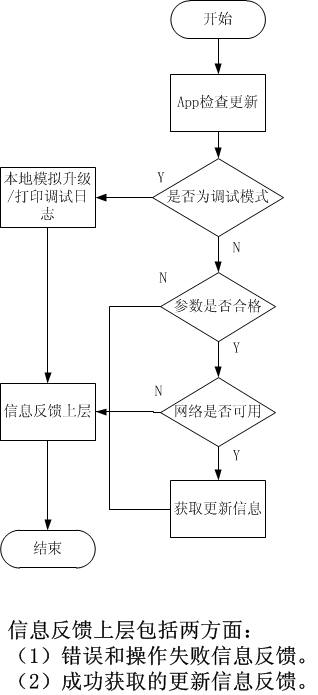 开始
App检查更新
是否为调试模式
Y
N
本地模拟升级
/打印调试日
志
参数是否合格
N
Y
网络是否可用
N
Y
信息反馈上层
获取更新信息
结束
信息反馈上层包括两方面：
（1）错误和操作失败信息反馈。
（2）成功获取的更新信息反馈。